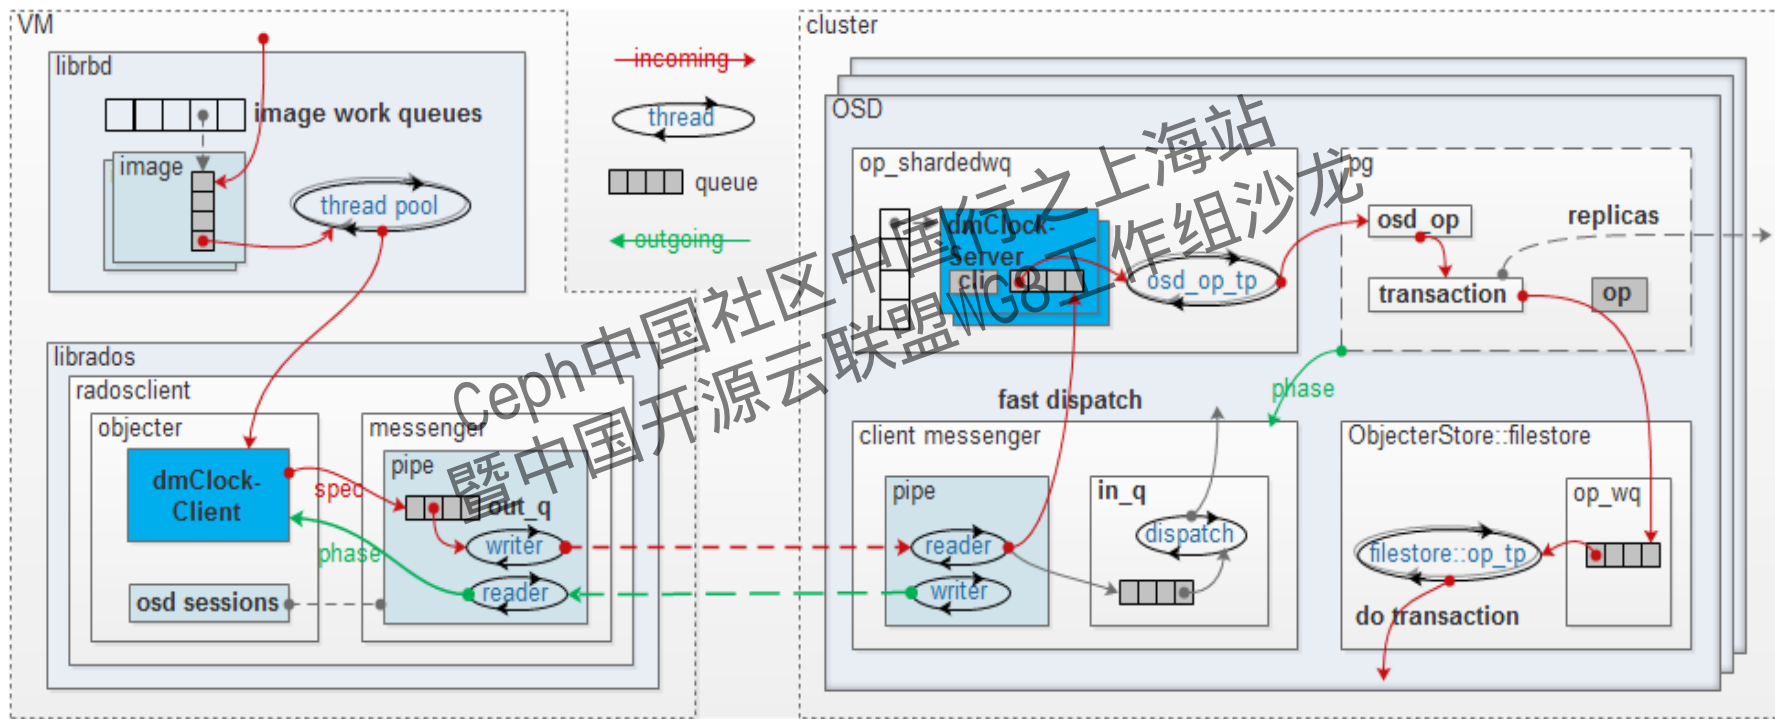 VM
librbd
image work queues
image
thread pool
incoming
thread
queue
outgoing
librados
radosclient
objecter
dmClock-
Client
osd sessions
spec
phase
messenger
pipe
out_q
writer
reader
cluster
OSD
op_shardedwq
dmClock-
Server
cli
osd_op_tp
pg
osd_op
replicas
transaction
op
phase
fast dispatch
client messenger
pipe
reader
writer
in_q
dispatch
ObjecterStore::filestore
op_wq
filestore::op_tp
do transaction
Ceph中国社区中国行之上海站
暨中国开源云联盟WG8工作组沙龙